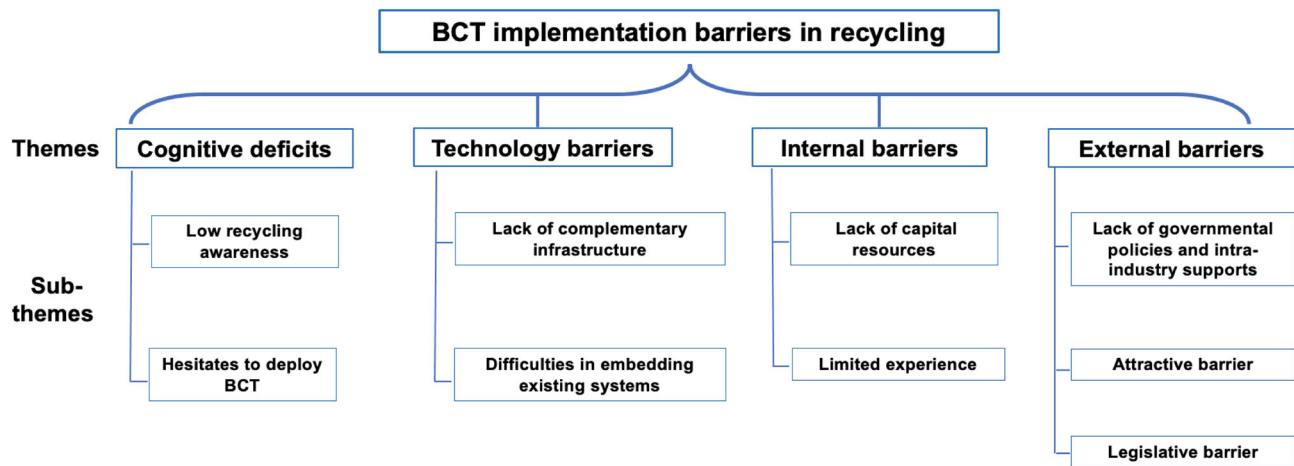 BCT implementation barriers in recycling
Themes
Cognitive deficits
Technology barriers
Internal barriers
External barriers
Sub-
themes
Low recycling
awareness
Lack of complementary
infrastructure
Lack of capital
resources
Lack of governmental
policies and intra-
industry supports
Hesitates to deploy
BCT
Difficulties in embedding
existing systems
Limited experience
Attractive barrier
Legislative barrier